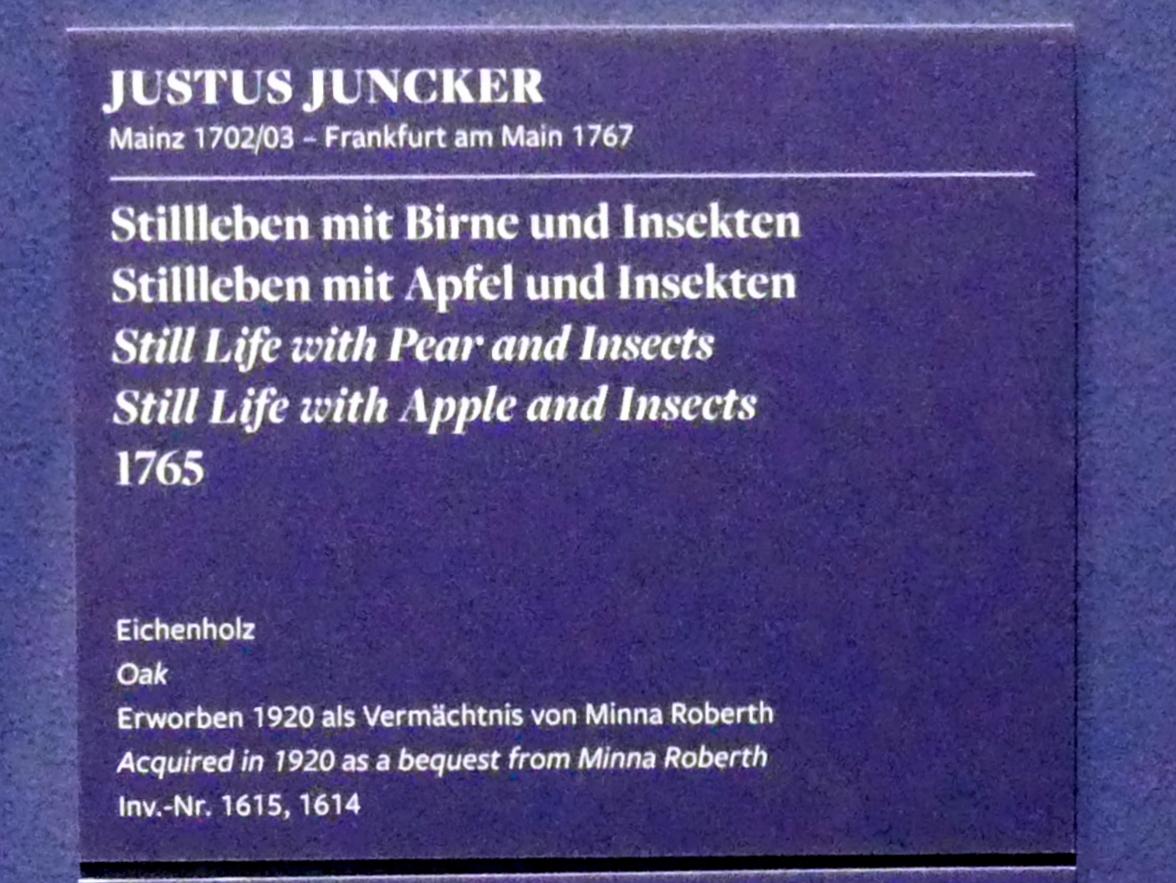 JUSTUS JUNCKER
Mainz 1702/03 – Frankfurt am Main 1767
Stillleben mit Birne und Insekten
Stillleben mit Apfel und Insekten
Still Life with Pear and Insects
Still Life with Apple and Insects
1765
Eichenholz
Oak
Erworben 1920 als Vermächtnis von Minna Roberth
Acquired in 1920 as a bequest from Minna Roberth
Inv.-Nr. 1615, 1614